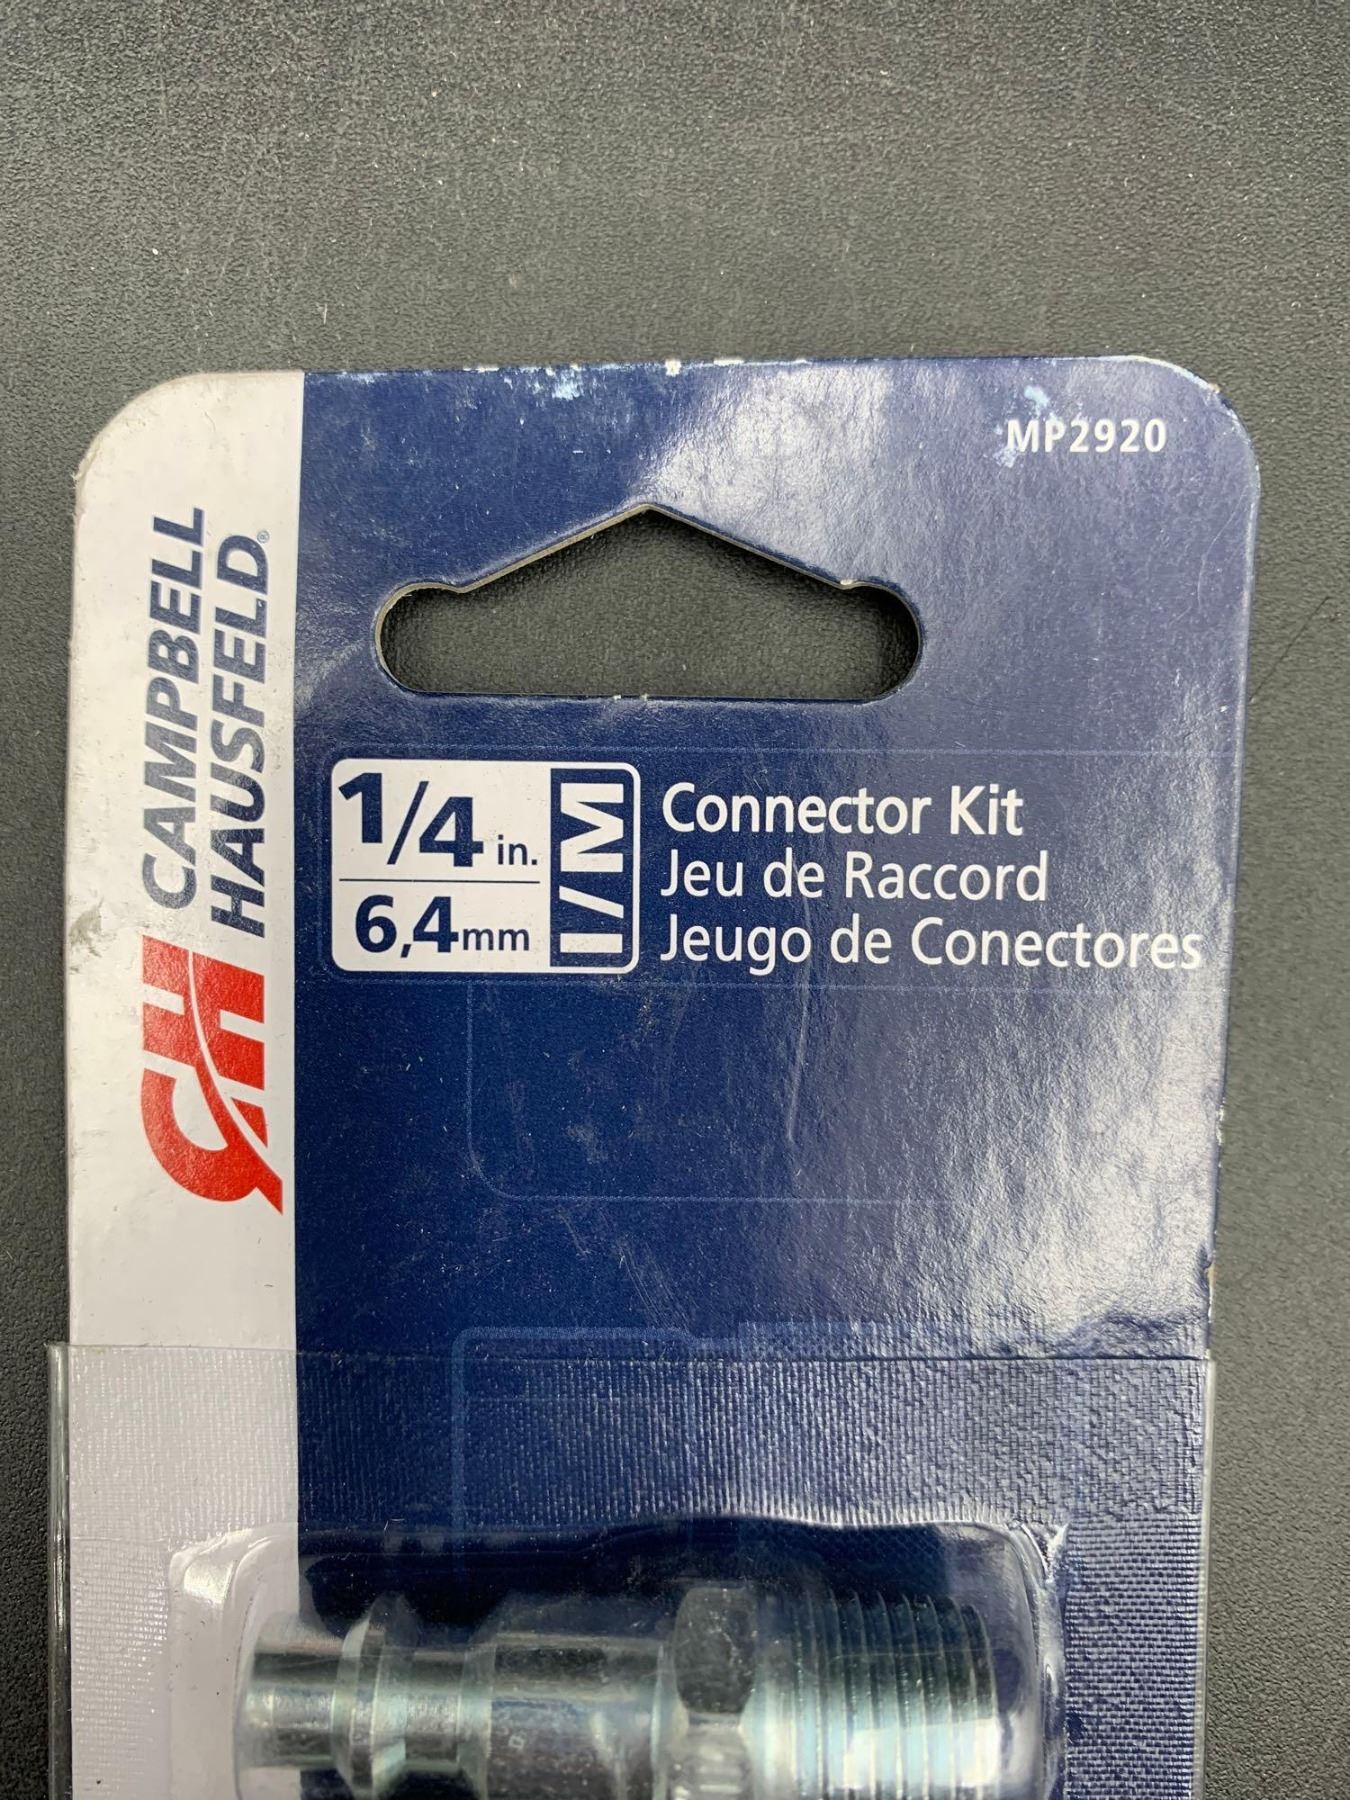 MP2920
CAMPBELL
HAUSFELD®
1/4 in.
6,4mm
I/M
Connector Kit
Jeu de Raccord
Jeugo de Conectores